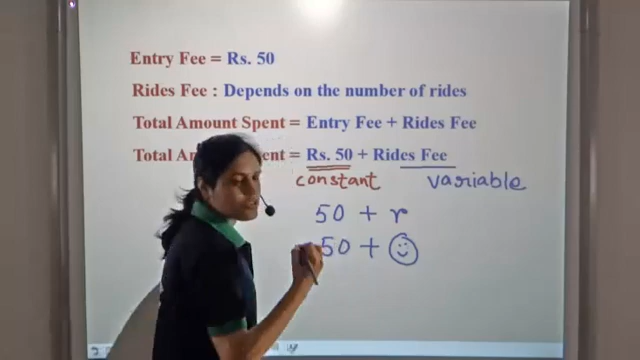 Entry Fee = Rs. 50
Rides Fee : Depends on the number of rides
Total Amount Spent = Entry Fee + Rides Fee
Total Am ent = Rs. 50 + Rides Fee
constant variable
50 + r
50 + ☺